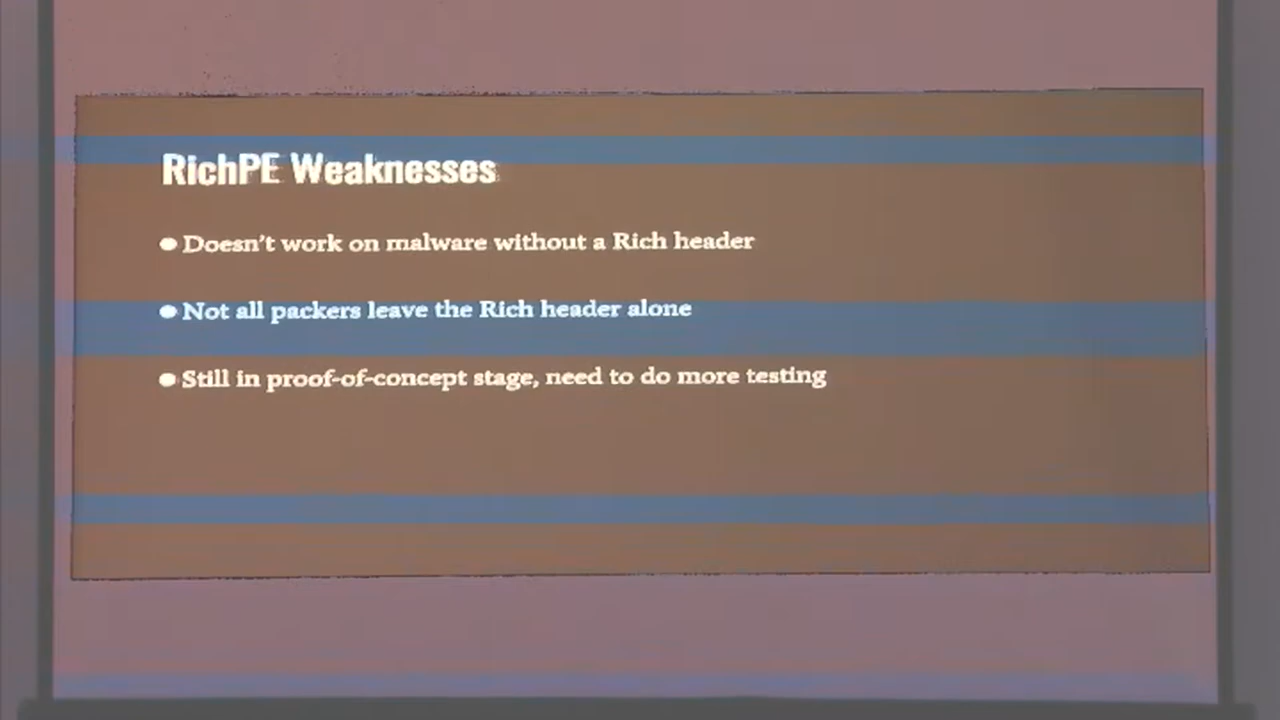 RichPE Weaknesses
● Doesn't work on malware without a Rich header
● Not all packers leave the Rich header alone
● Still in proof-of-concept stage, need to do more testing